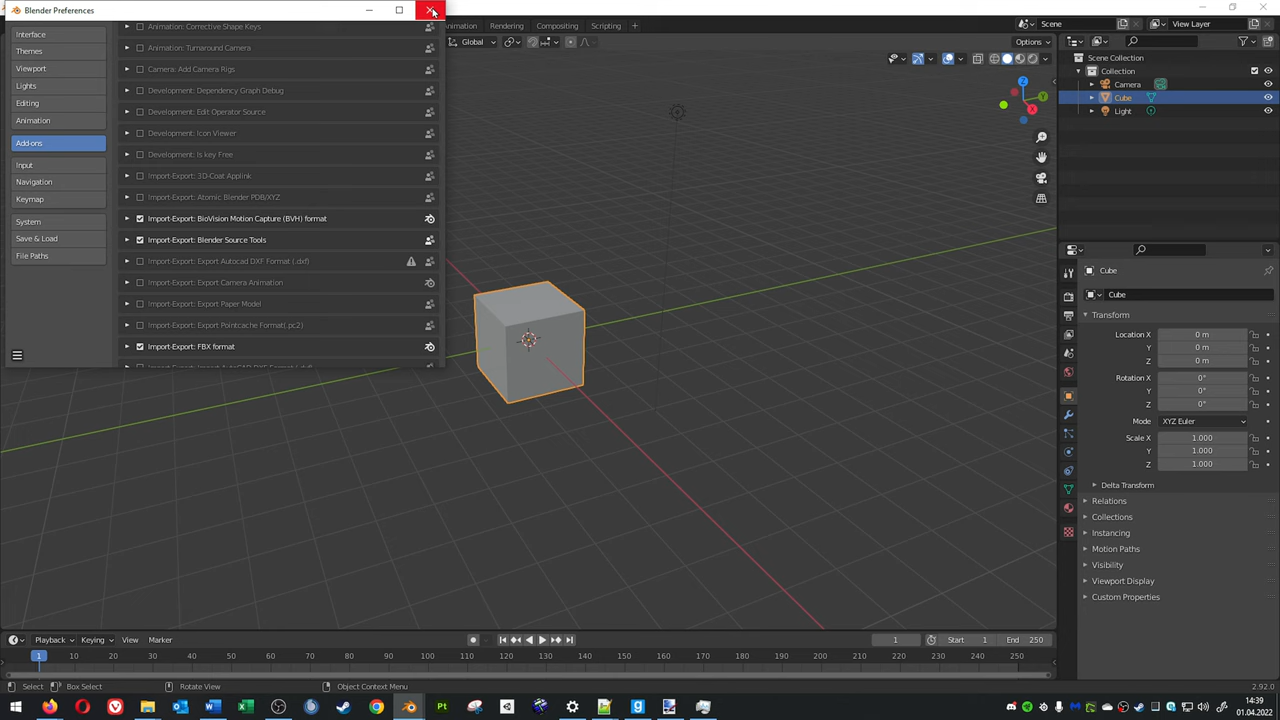 Blender Preferences
Interface
Themes
Viewport
Lights
Editing
Animation
Add-ons
Input
Navigation
Keymap
System
Save & Load
File Paths
Animation: Corrective Shape Keys
Animation: Turnaround Camera
Camera: Add Camera Rigs
Development: Dependency Graph Debug
Development: Edit Operator Source
Development: Icon Viewer
Development: Is key Free
Import-Export: 3D-Coat Applink
Import-Export: Atomic Blender PDB/XYZ
Import-Export: BioVision Motion Capture (BVH) format
Import-Export: Blender Source Tools
Import-Export: Export Autocad DXF Format (.dxf)
Import-Export: Export Camera Animation
Import-Export: Export Paper Model
Import-Export: Export Pointcache Format(.pc2)
Import-Export: FBX format
Import-Export: Import AutoCAD DXF Format (.dxf)
Animation Rendering Compositing Scripting +
Scene
View Layer
Global
Options
X
Y
Z
Scene Collection
Collection
Camera
Cube
Light
Cube
Cube
Transform
Location X 0 m
Y 0 m
Z 0 m
Rotation X 0°
Y 0°
Z 0°
Mode XYZ Euler
Scale X 1.000
Y 1.000
Z 1.000
Delta Transform
Relations
Collections
Instancing
Motion Paths
Visibility
Viewport Display
Custom Properties
Playback Keying View Marker
1 Start 1 End 250
1 10 20 30 40 50 60 70 80 90 100 110 120 130 140 150 160 170 180 190 200 210 220 230 240 250
Select Box Select Rotate View Object Context Menu 2.92.0
Pt
14:39
01.04.2022